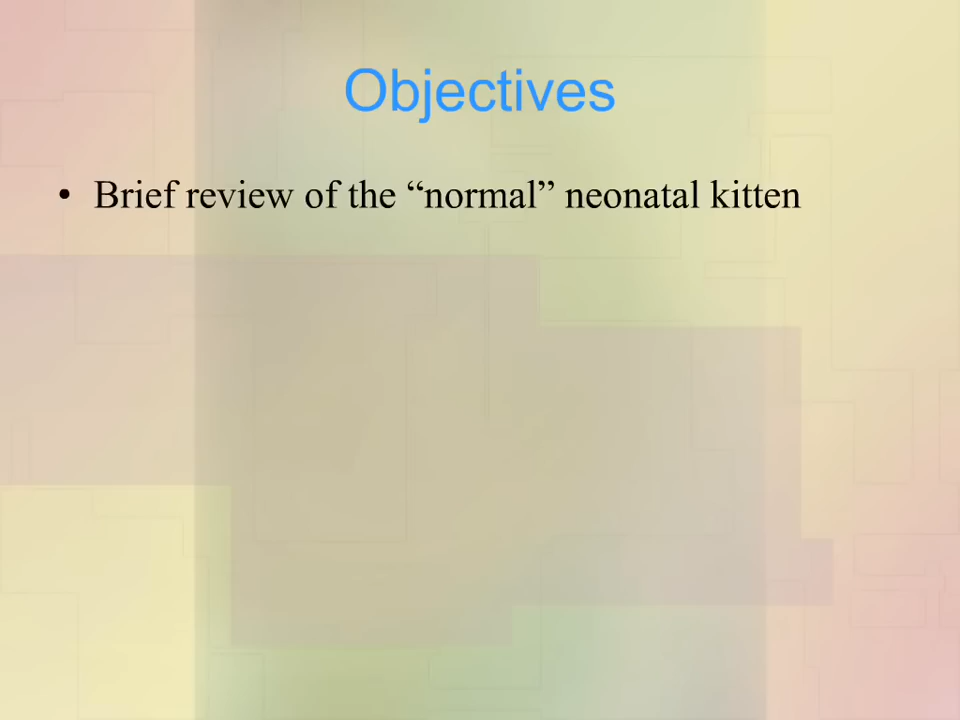 Objectives
• Brief review of the “normal” neonatal kitten